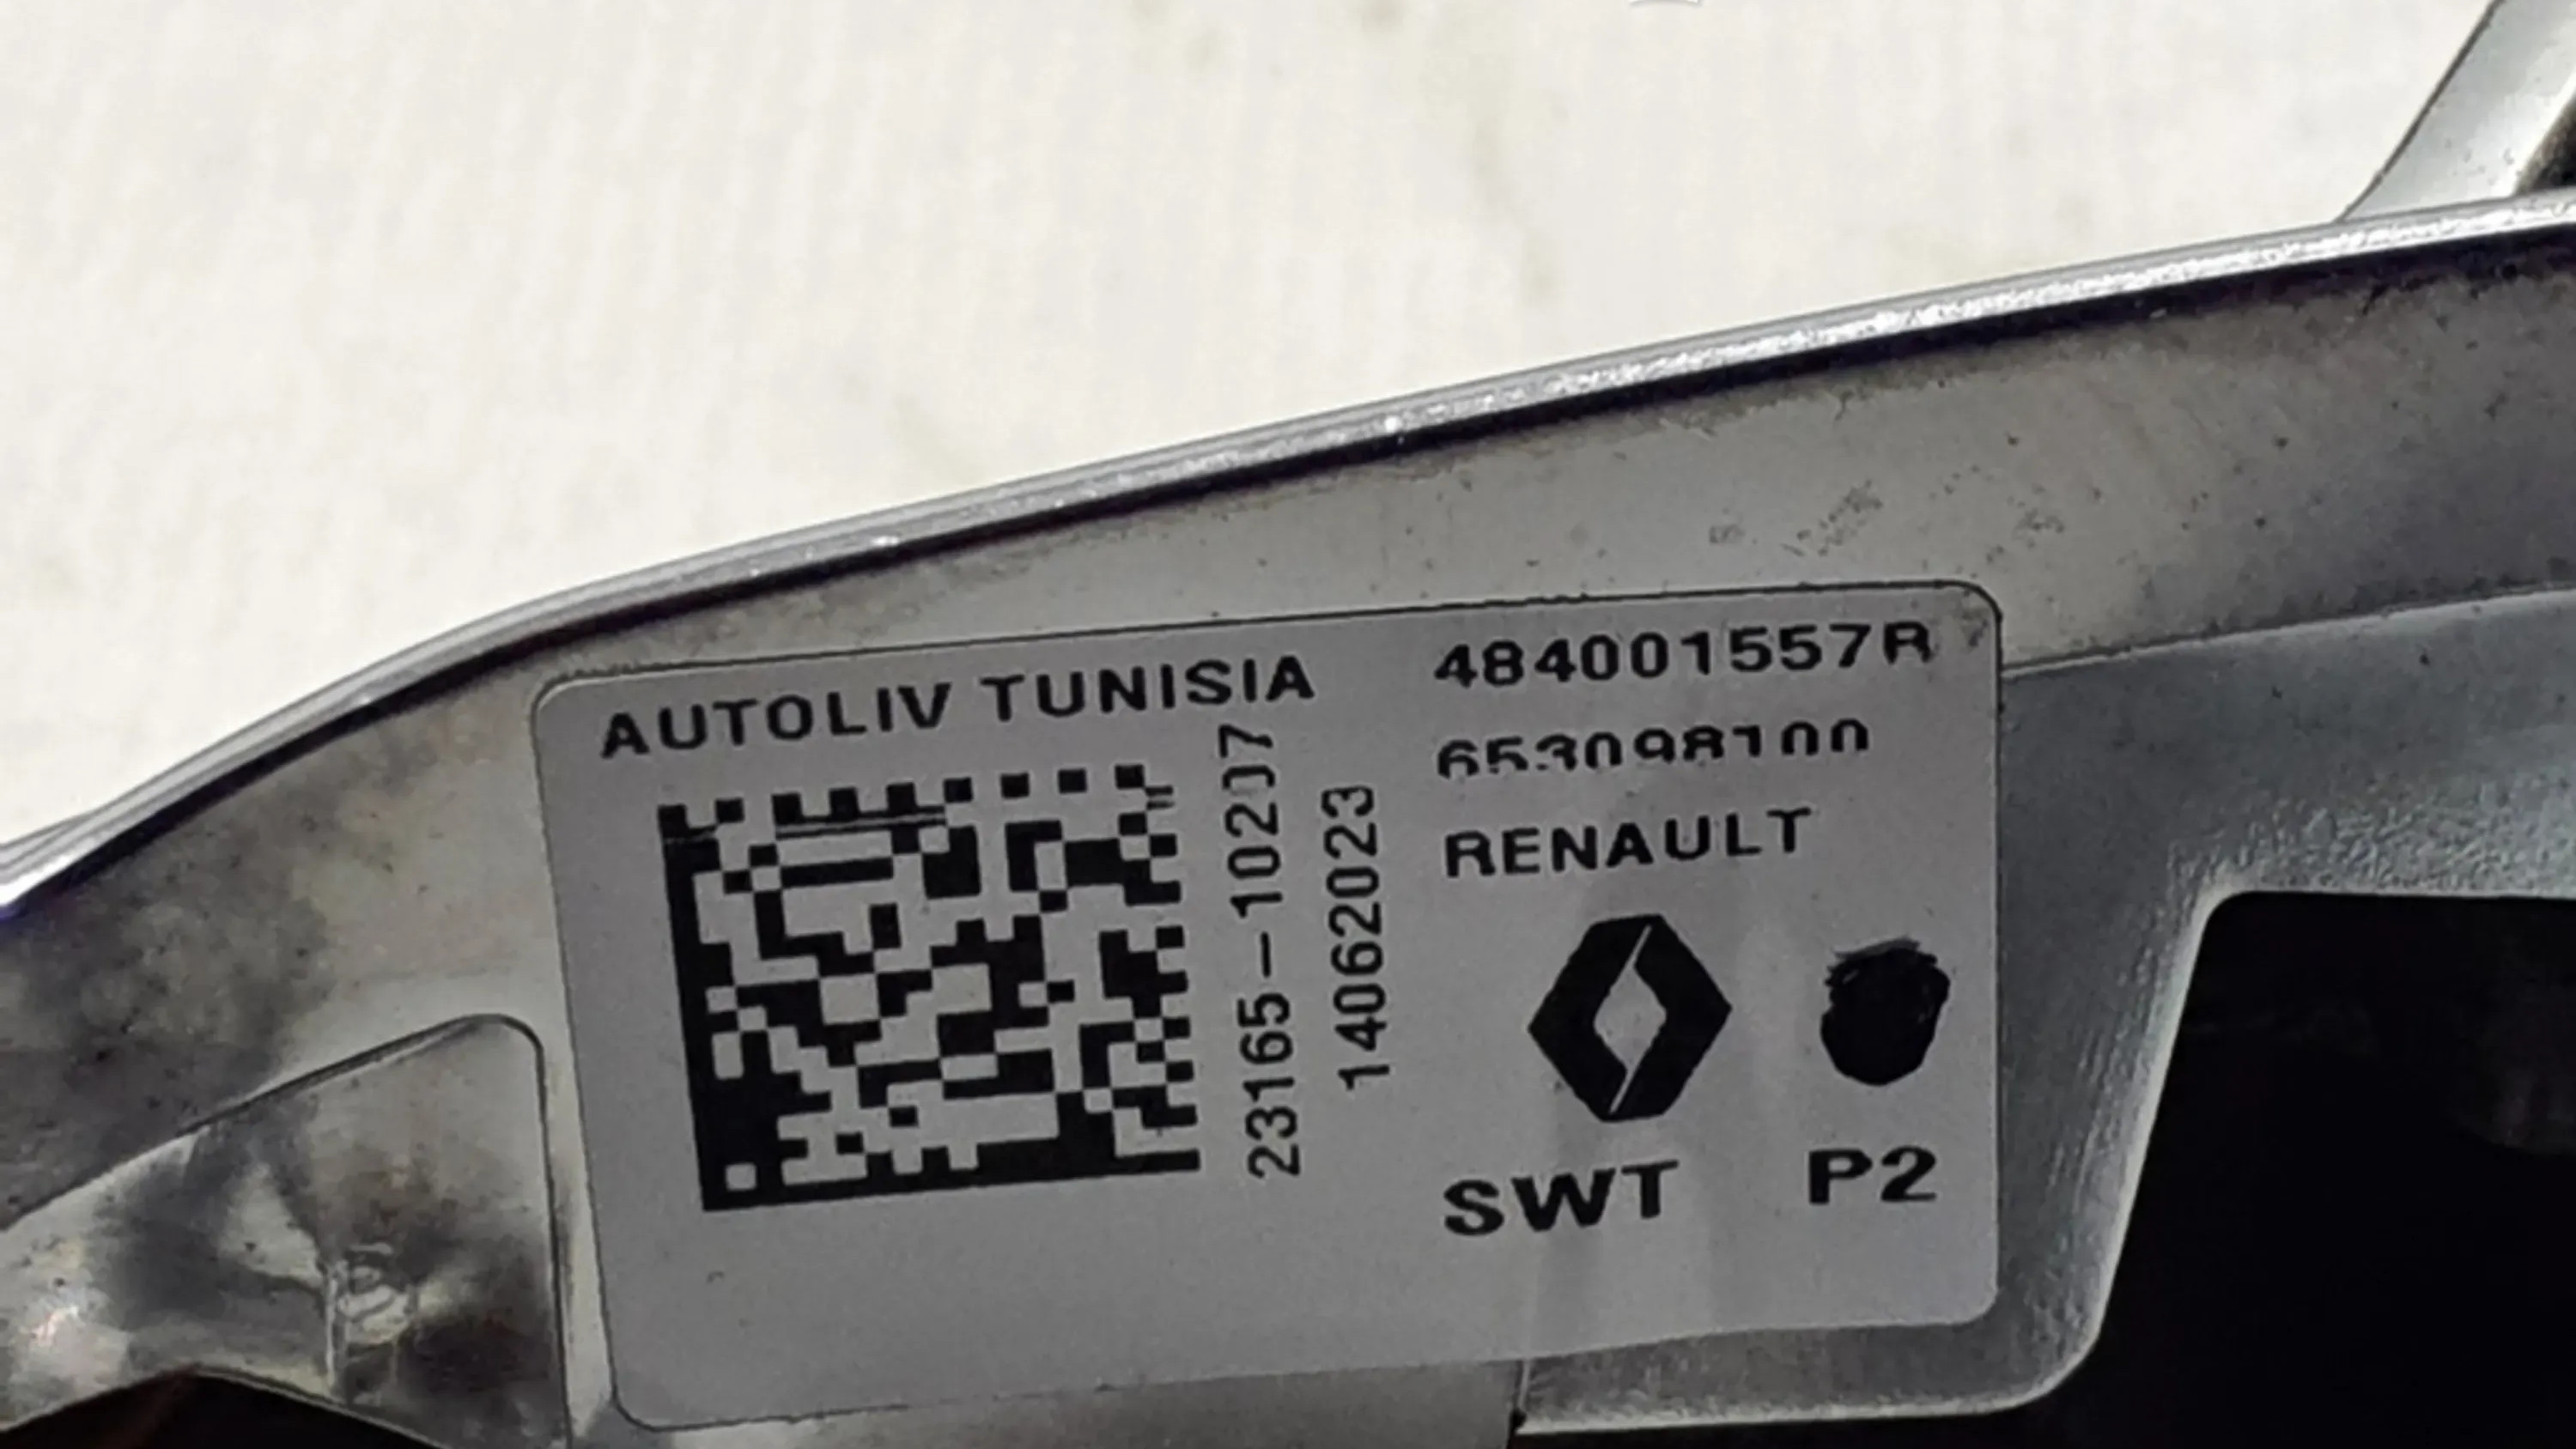 AUTOLIV TUNISIA
484001557R
653098100
RENAULT
23165-10207
14062023
SWT P2